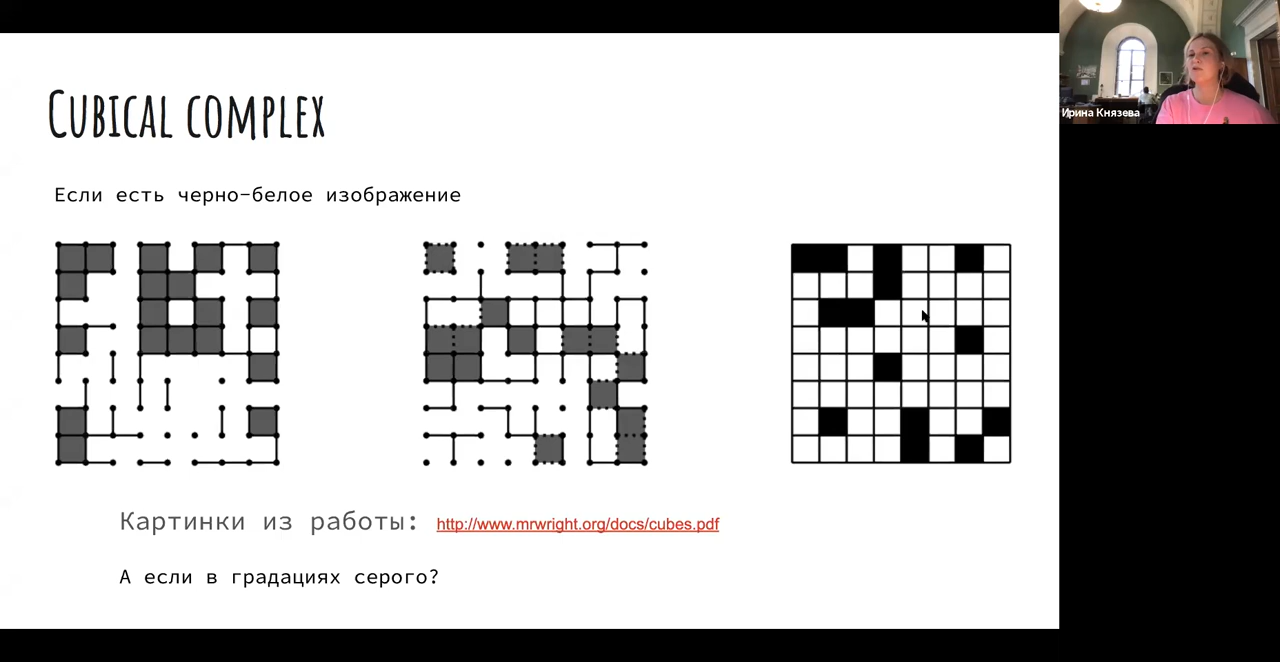 CUBICAL COMPLEX
Если есть черно-белое изображение
Картинки из работы: http://www.mrwright.org/docs/cubes.pdf
А если в градациях серого?
Ирина Князева